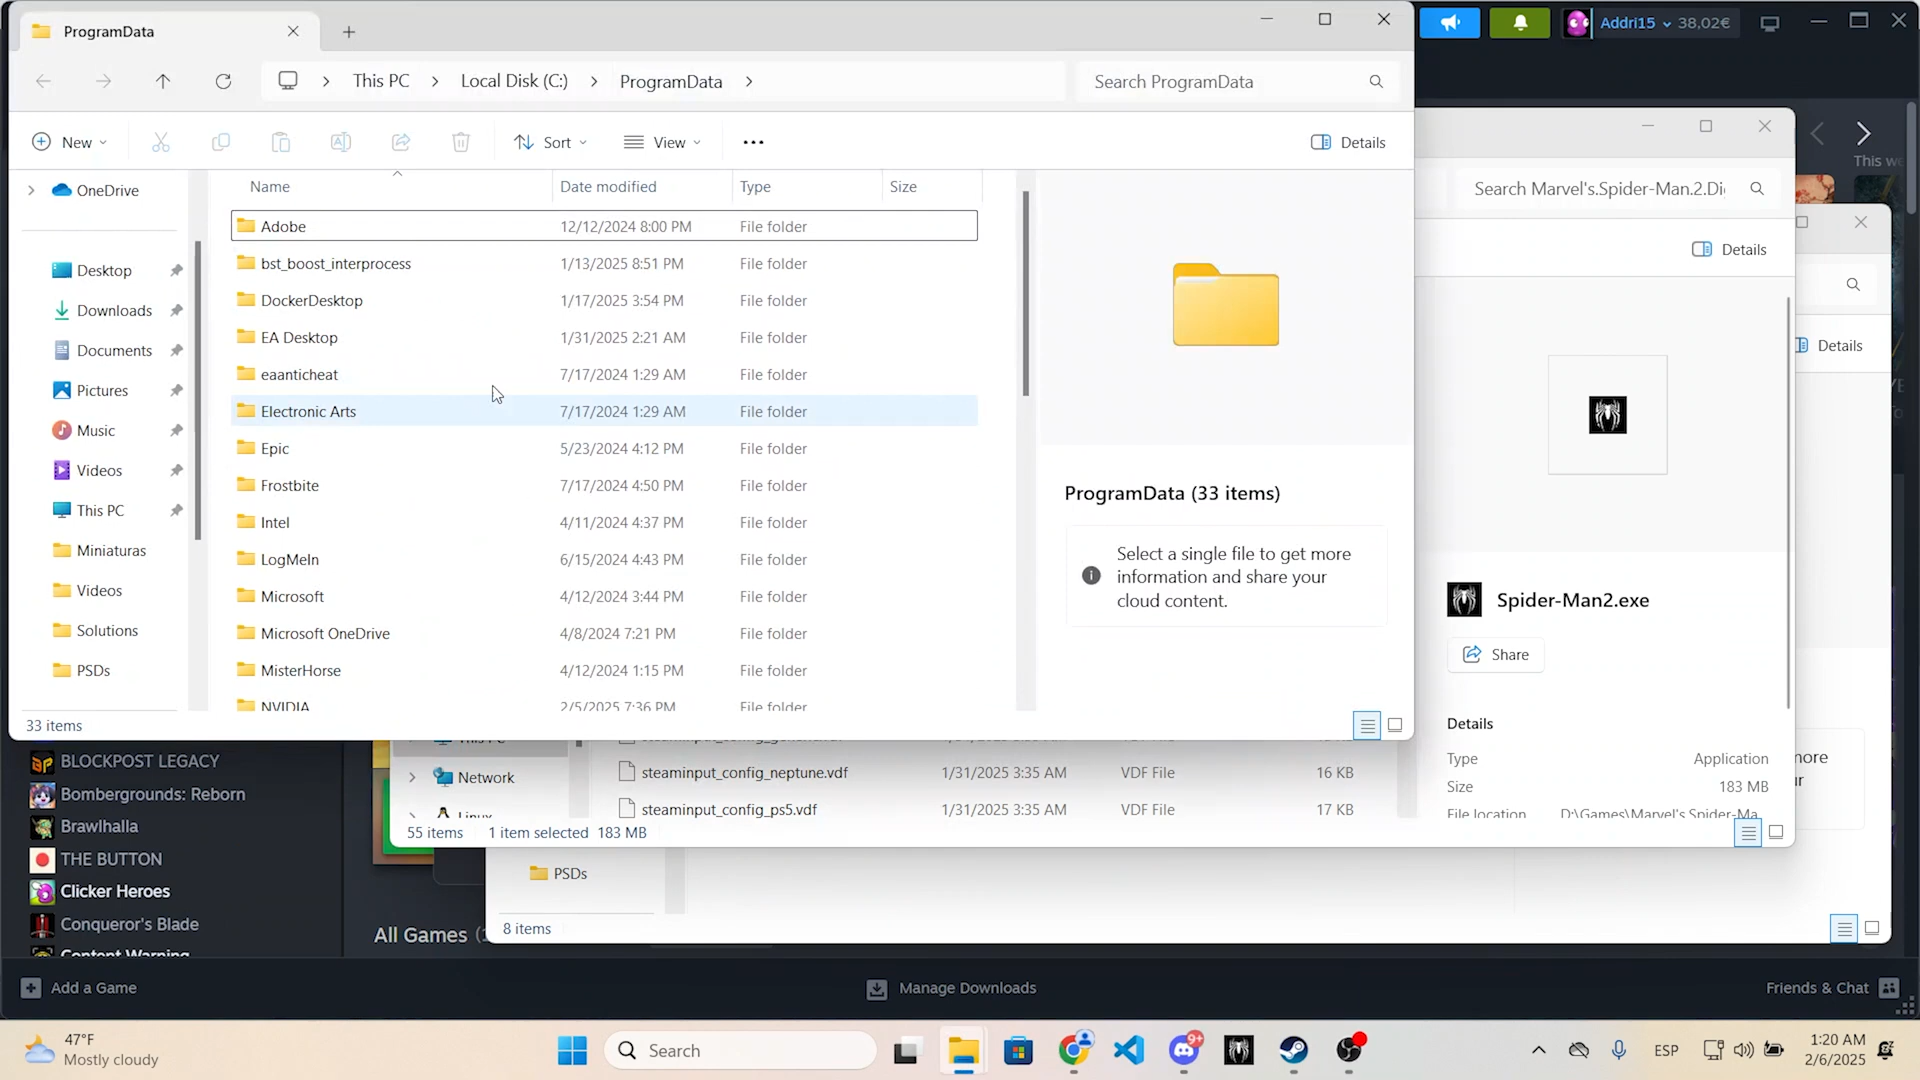 ProgramData
Addri15 38,02€
This PC > Local Disk (C:) > ProgramData >
Search ProgramData
New
Sort
View
Details
This we
OneDrive
Desktop
Downloads
Documents
Pictures
Music
Videos
This PC
Miniaturas
Videos
Solutions
PSDs
Name Date modified Type Size
Adobe 12/12/2024 8:00 PM File folder
bst_boost_interprocess 1/13/2025 8:51 PM File folder
DockerDesktop 1/17/2025 3:54 PM File folder
EA Desktop 1/31/2025 2:21 AM File folder
eaanticheat 7/17/2024 1:29 AM File folder
Electronic Arts 7/17/2024 1:29 AM File folder
Epic 5/23/2024 4:12 PM File folder
Frostbite 7/17/2024 4:50 PM File folder
Intel 4/11/2024 4:37 PM File folder
LogMeIn 6/15/2024 4:43 PM File folder
Microsoft 4/12/2024 3:44 PM File folder
Microsoft OneDrive 4/8/2024 7:21 PM File folder
MisterHorse 4/12/2024 1:15 PM File folder
NVIDIA 2/5/2025 7:36 PM File folder
ProgramData (33 items)
Select a single file to get more
information and share your
cloud content.
33 items
Search Marvel's.Spider-Man.2.Di
Details
Spider-Man2.exe
Share
Details
Type Application
Size 183 MB
File location D:\Games\Marvel's Spider-Ma
Details
more
Network
Linux
steaminput_config_neptune.vdf 1/31/2025 3:35 AM VDF File 16 KB
steaminput_config_ps5.vdf 1/31/2025 3:35 AM VDF File 17 KB
55 items 1 item selected 183 MB
PSDs
8 items
BLOCKPOST LEGACY
Bombergrounds: Reborn
Brawlhalla
THE BUTTON
Clicker Heroes
Conqueror's Blade
Content Warning
All Games
Add a Game
Manage Downloads
Friends & Chat
47°F
Mostly cloudy
Search
9+
ESP
1:20 AM
2/6/2025